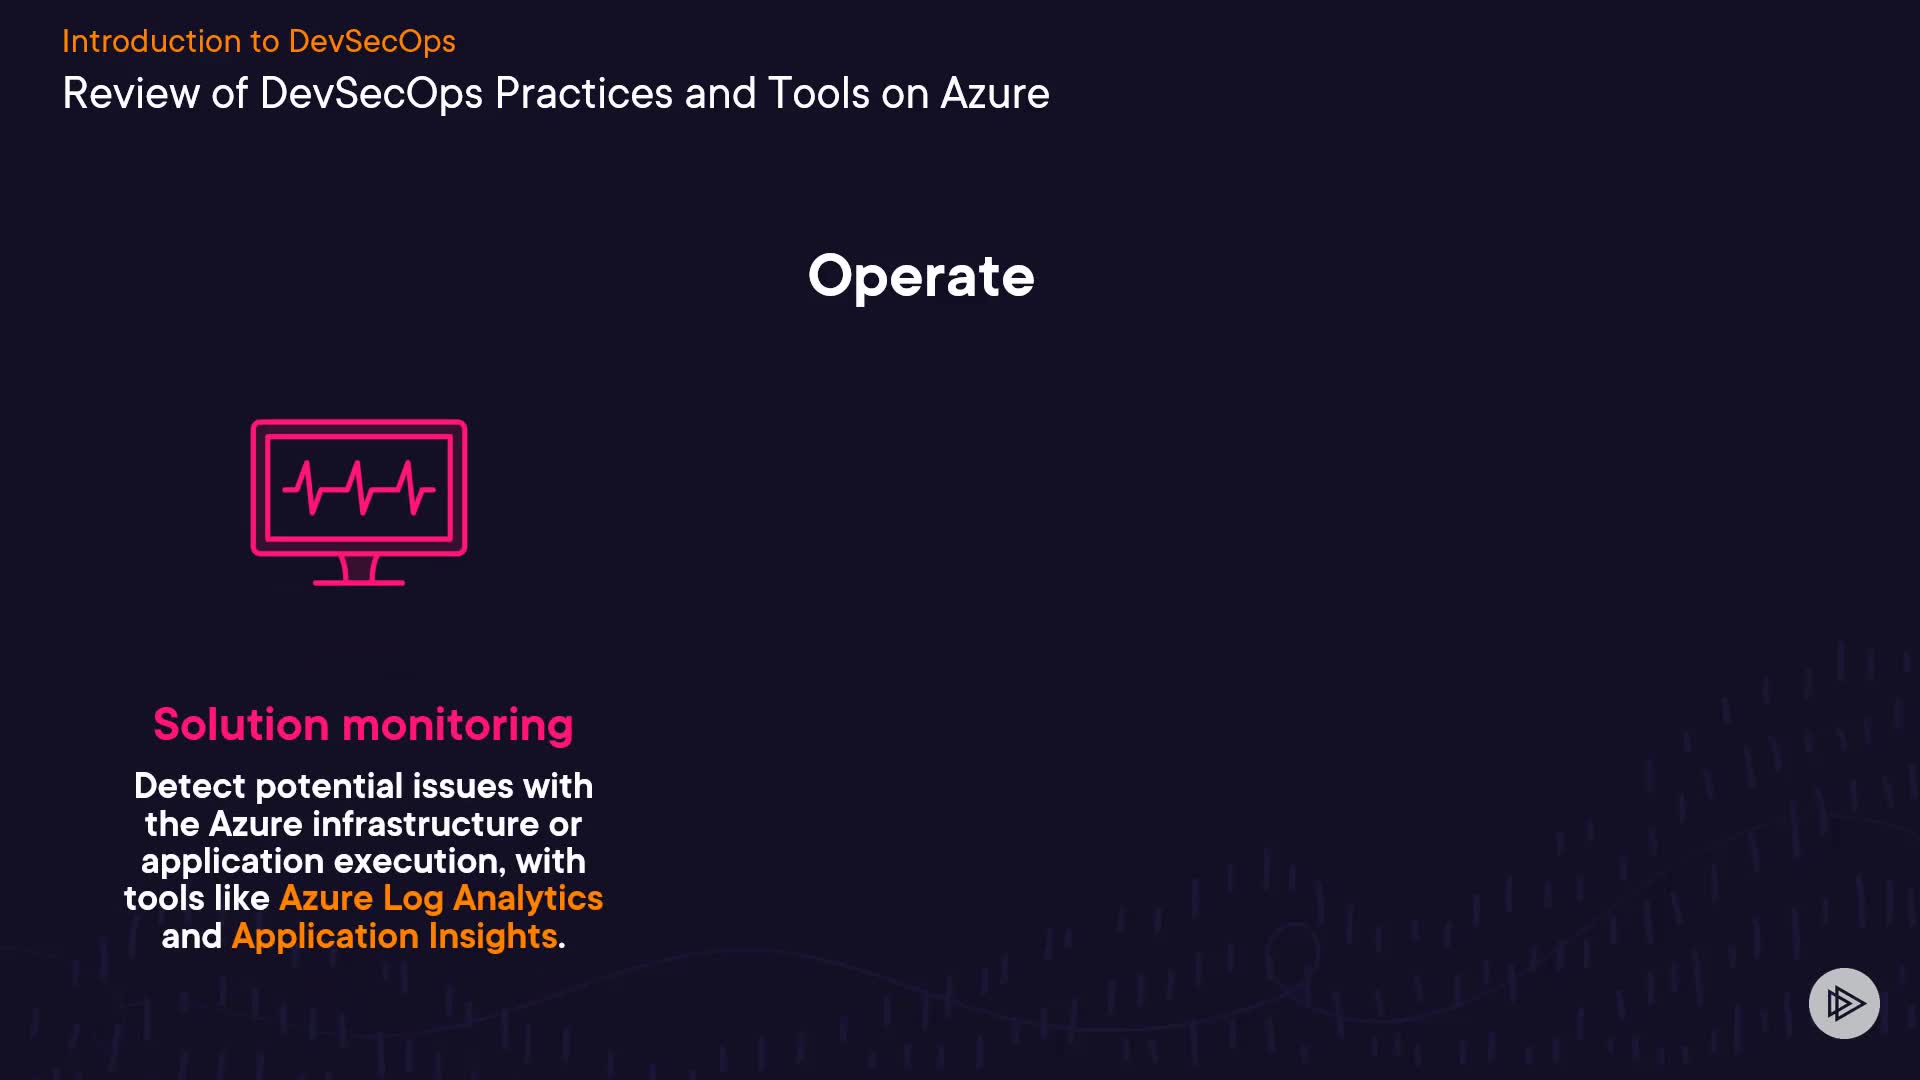 Introduction to DevSecOps
Review of DevSecOps Practices and Tools on Azure
Operate
Solution monitoring
Detect potential issues with
the Azure infrastructure or
application execution, with
tools like Azure Log Analytics
and Application Insights.